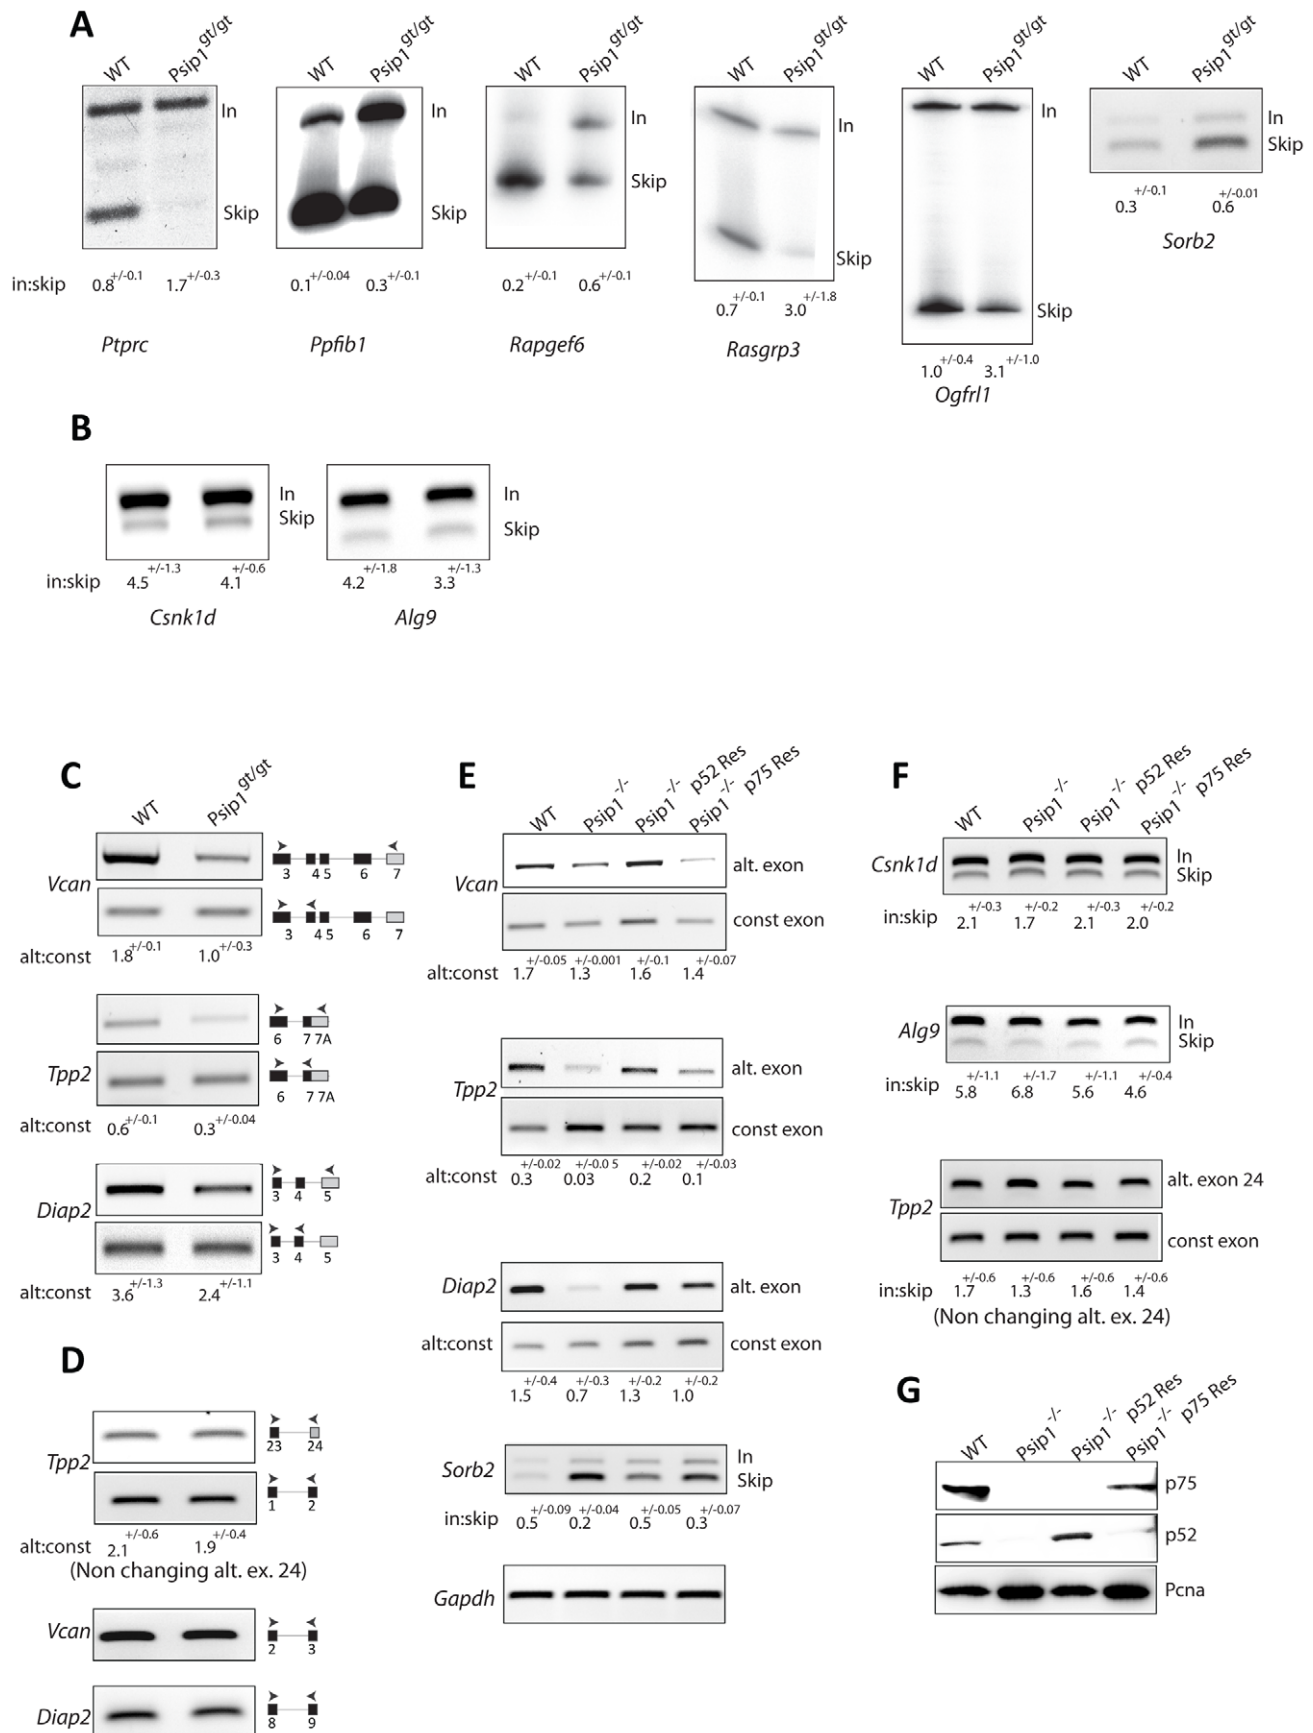 A
WT Psip1 gt/gt
In
Skip
in:skip 0.8 +/-0.1 1.7 +/-0.3
Ptprc
WT Psip1 gt/gt
In
Skip
0.1 +/-0.04 0.3 +/-0.1
Ppfib1
WT Psip1 gt/gt
In
Skip
0.2 +/-0.1 0.6 +/-0.1
Rapgef6
WT Psip1 gt/gt
In
Skip
0.7 +/-0.1 3.0 +/-1.8
Rasgrp3
WT Psip1 gt/gt
In
Skip
1.0 +/-0.4 3.1 +/-1.0
Ogfrl1
WT Psip1 gt/gt
In
Skip
0.3 +/-0.1 0.6 +/-0.01
Sorb2
B
In
Skip
in:skip 4.5 +/-1.3 4.1 +/-0.6
Csnk1d
In
Skip
4.2 +/-1.8 3.3 +/-1.3
Alg9
C
WT Psip1 gt/gt
Vcan
3 4 5 6 7
3 4 5 6 7
alt:const 1.8 +/-0.1 1.0 +/-0.3
6 7 7A
Tpp2
6 7 7A
alt:const 0.6 +/-0.1 0.3 +/-0.04
3 4 5
Diap2
3 4 5
alt:const 3.6 +/-1.3 2.4 +/-1.1
D
Tpp2
23 24
1 2
alt:const 2.1 +/-0.6 1.9 +/-0.4
(Non changing alt. ex. 24)
Vcan
2 3
Diap2
8 9
E
WT Psip1 -/- Psip1 -/- p52 Res Psip1 -/- p75 Res
Vcan
alt. exon
const exon
alt:const 1.7 +/-0.05 1.3 +/-0.001 1.6 +/-0.1 1.4 +/-0.07
Tpp2
alt. exon
const exon
alt:const 0.3 +/-0.02 0.03 +/-0.0 5 0.2 +/-0.02 0.1 +/-0.03
Diap2
alt. exon
alt:const
const exon
1.5 +/-0.4 0.7 +/-0.3 1.3 +/-0.2 1.0 +/-0.2
Sorb2
In
Skip
in:skip 0.5 +/-0.09 0.2 +/-0.04 0.5 +/-0.05 0.3 +/-0.07
Gapdh
F
WT Psip1 -/- Psip1 -/- p52 Res Psip1 -/- p75 Res
Csnk1d
In
Skip
in:skip 2.1 +/-0.3 1.7 +/-0.2 2.1 +/-0.3 2.0 +/-0.2
Alg9
In
Skip
in:skip 5.8 +/-1.1 6.8 +/-1.7 5.6 +/-1.1 4.6 +/-0.4
Tpp2
alt. exon 24
const exon
in:skip 1.7 +/-0.6 1.3 +/-0.6 1.6 +/-0.6 1.4 +/-0.6
(Non changing alt. ex. 24)
G
WT Psip1 -/- Psip1 -/- p52 Res Psip1 -/- p75 Res
p75
p52
Pcna